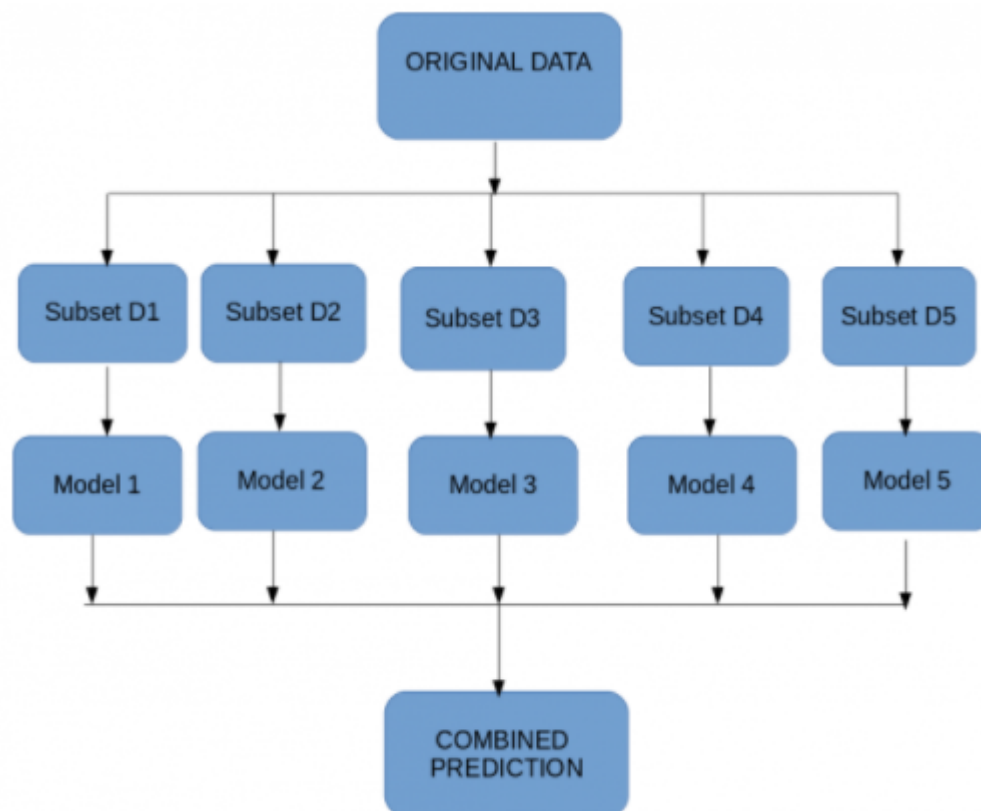 ORIGINAL DATA
Subset D1
Subset D2
Subset D3
Subset D4
Subset D5
Model 1
Model 2
Model 3
Model 4
Model 5
COMBINED
PREDICTION